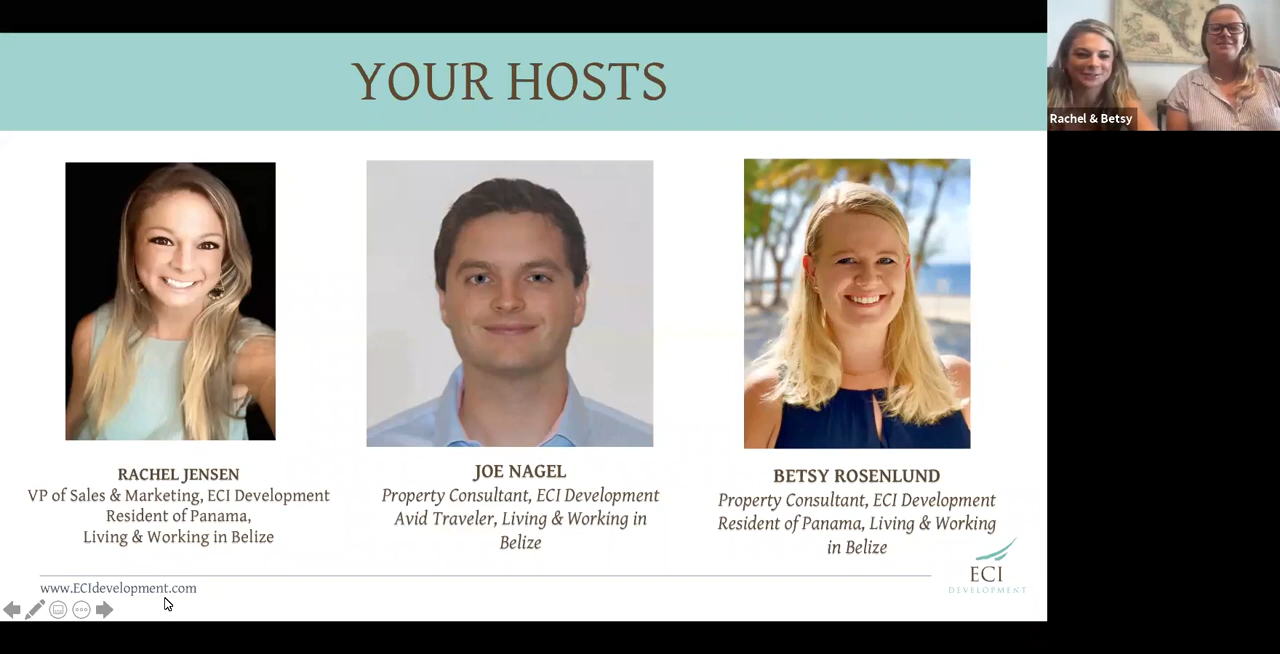 YOUR HOSTS
Rachel & Betsy
RACHEL JENSEN
VP of Sales & Marketing, ECI Development
Resident of Panama,
Living & Working in Belize
JOE NAGEL
Property Consultant, ECI Development
Avid Traveler, Living & Working in
Belize
BETSY ROSENLUND
Property Consultant, ECI Development
Resident of Panama, Living & Working
in Belize
www.ECIdevelopment.com
ECI
DEVELOPMENT